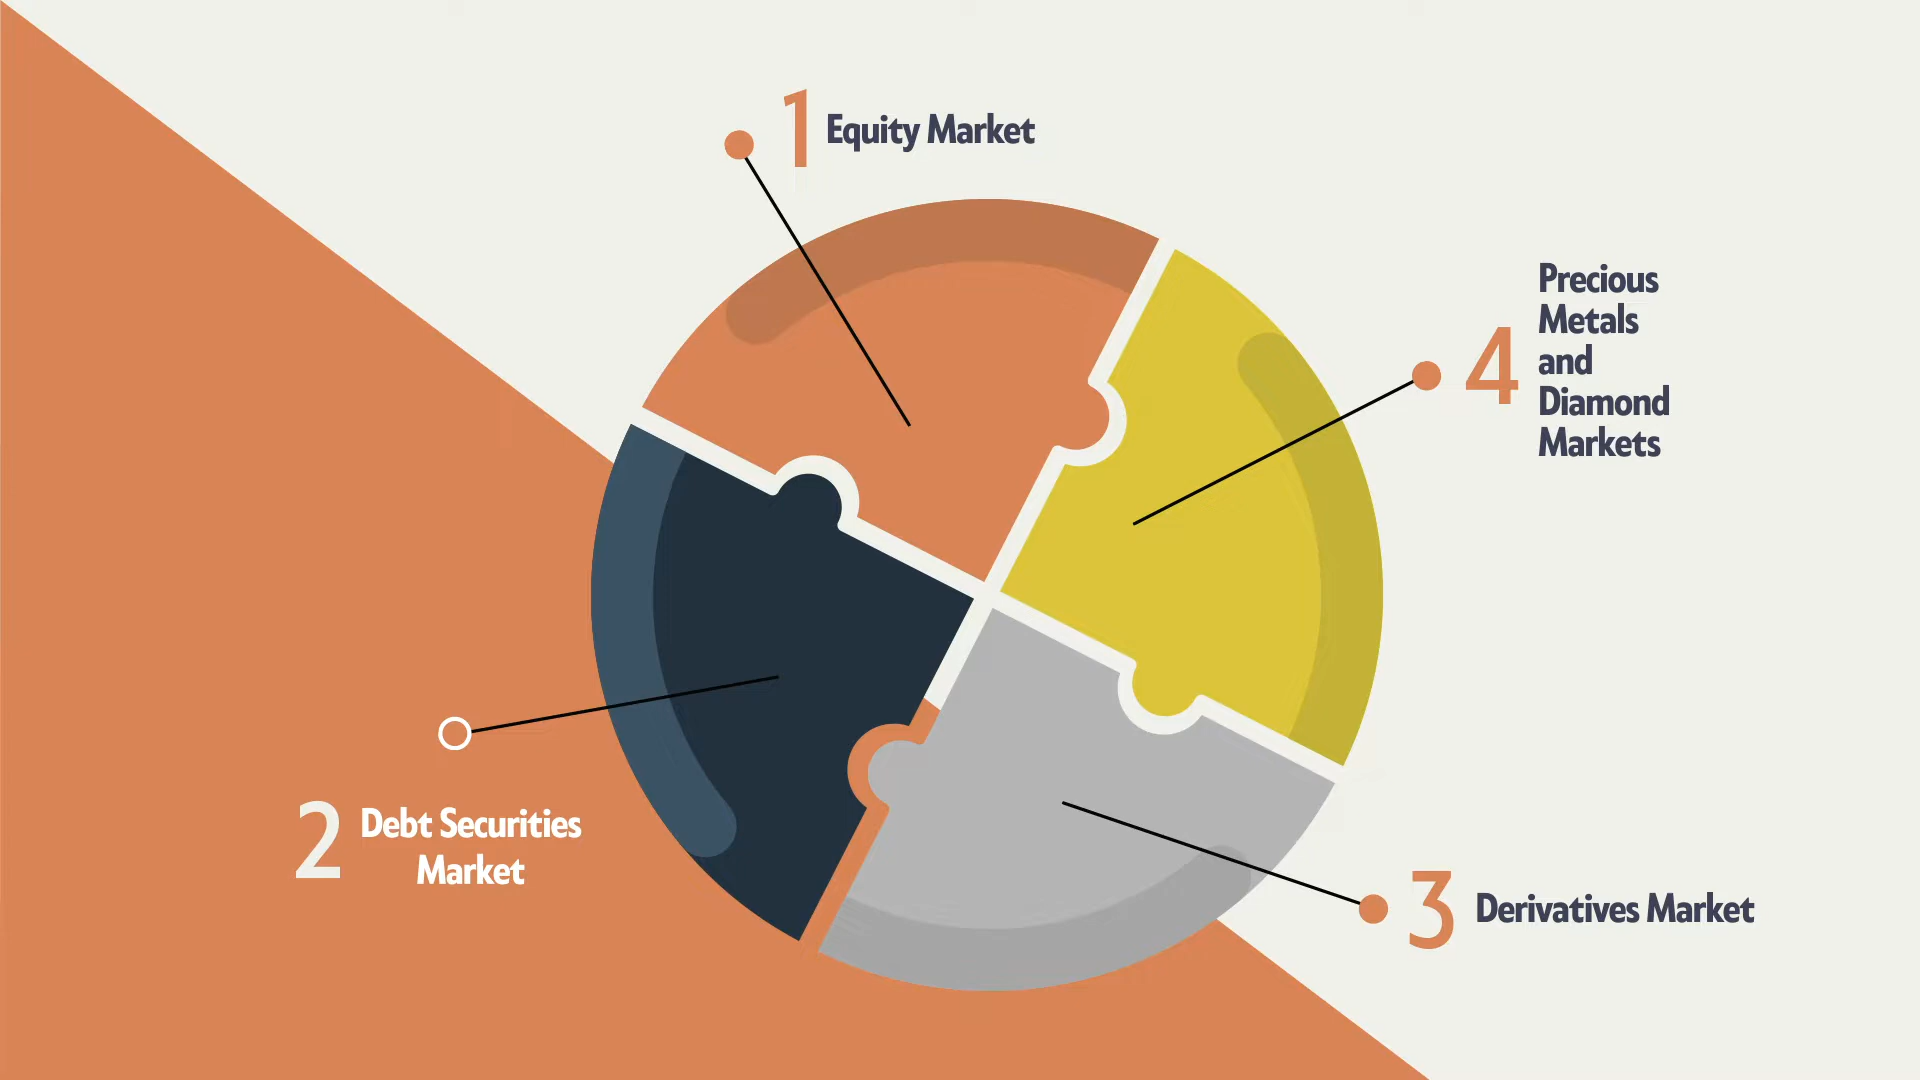 1 Equity Market
4
Precious
Metals
and
Diamond
Markets
2 Debt Securities
Market
3 Derivatives Market